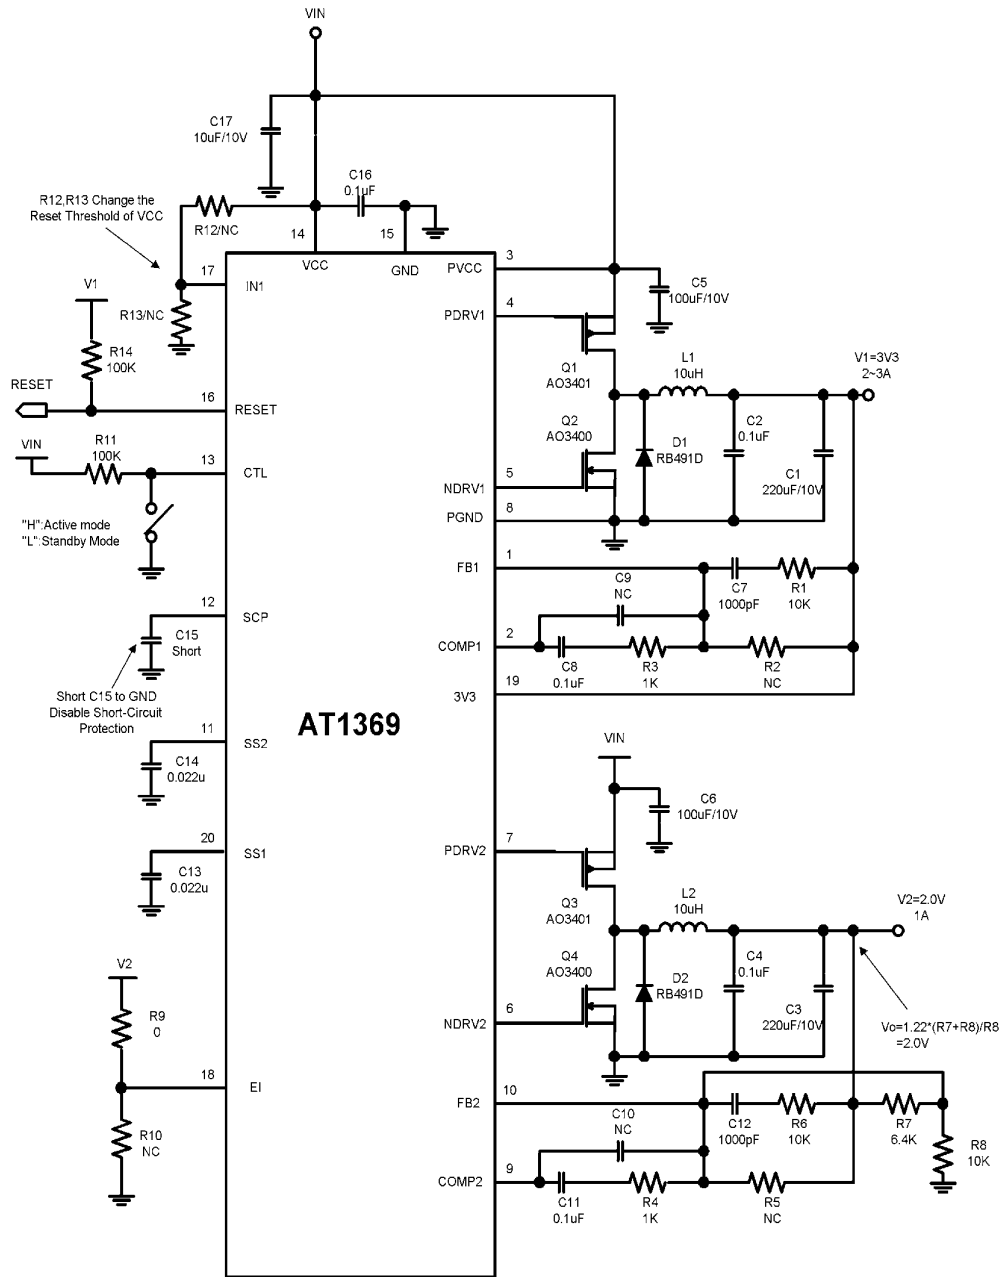 VIN
C17
10uF/10V
C16
0.1uF
R12,R13 Change the
Reset Threshold of VCC
R12/NC
14
15
VCC
GND
17
IN1
R13/NC
V1
R14
100K
RESET
16
RESET
VIN
R11
100K
13
CTL
"H":Active mode
"L":Standby Mode
12
SCP
C15
Short
Short C15 to GND
Disable Short-Circuit
Protection
11
SS2
C14
0.022u
20
SS1
C13
0.022u
V2
R9
0
18
EI
R10
NC
AT1369
PVCC
3
C5
100uF/10V
PDRV1
4
Q1
AO3401
L1
10uH
V1=3V3
2~3A
Q2
AO3400
D1
RB491D
C2
0.1uF
C1
220uF/10V
NDRV1
5
PGND
8
FB1
1
C9
NC
C7
1000pF
R1
10K
COMP1
2
C8
0.1uF
R3
1K
R2
NC
3V3
19
VIN
C6
100uF/10V
PDRV2
7
Q3
AO3401
L2
10uH
V2=2.0V
1A
Q4
AO3400
D2
RB491D
C4
0.1uF
C3
220uF/10V
NDRV2
6
Vo=1.22*(R7+R8)/R8
=2.0V
FB2
10
C10
NC
C12
1000pF
R6
10K
R7
6.4K
R8
10K
COMP2
9
C11
0.1uF
R4
1K
R5
NC